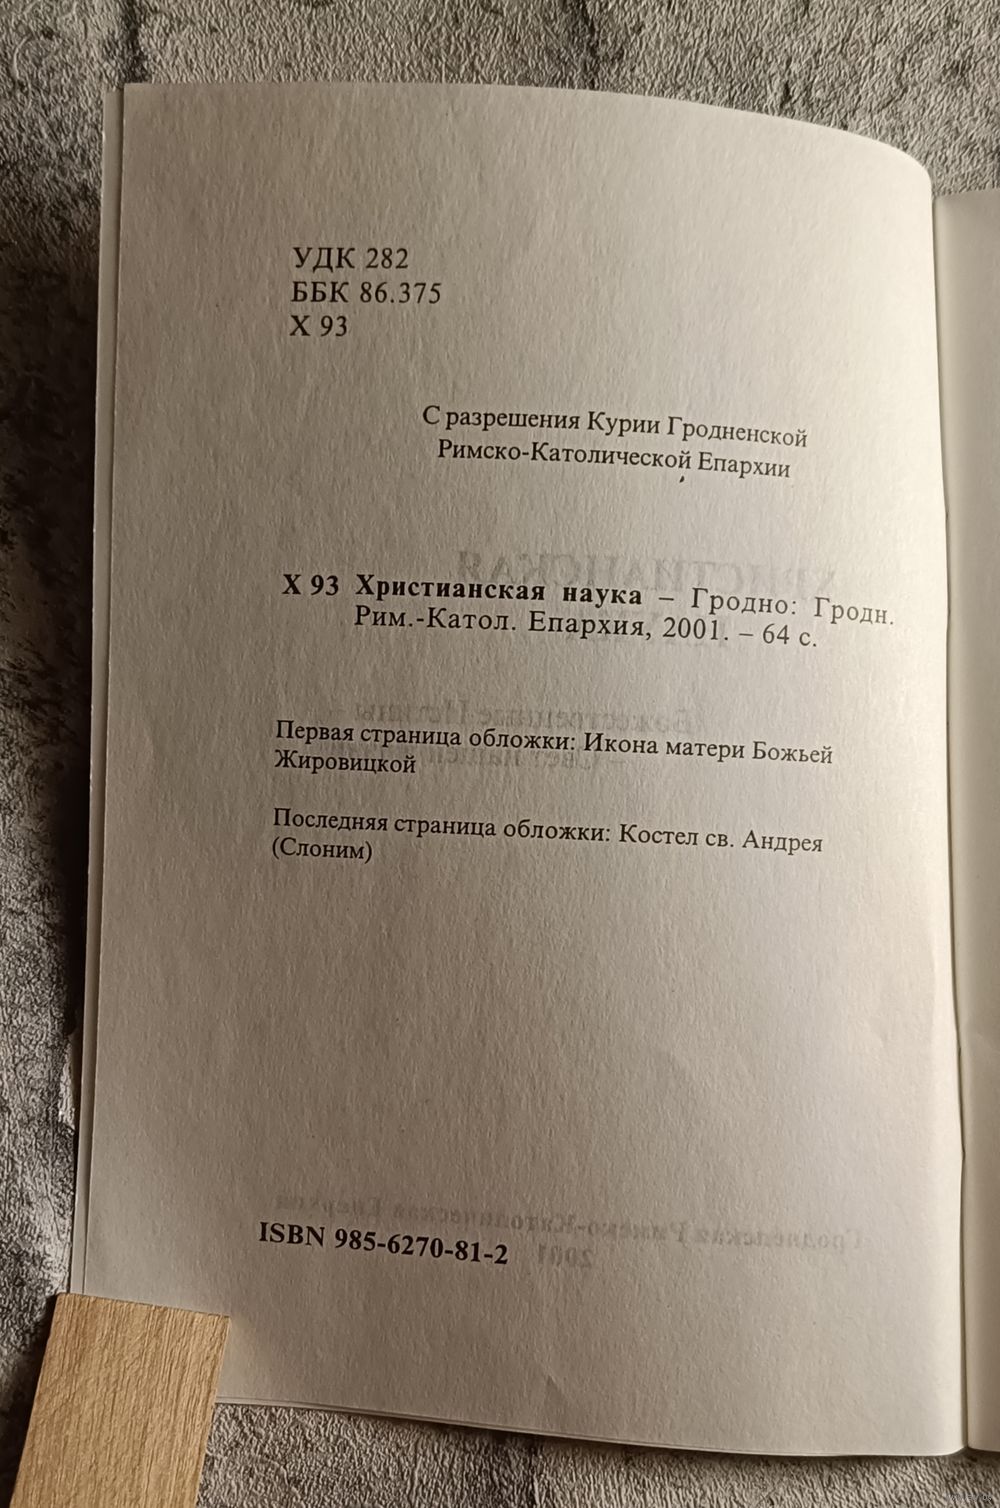 УДК 282
ББК 86.375
Х 93
С разрешения Курии Гродненской
Римско-Католической Епархии
Х 93 Христианская наука – Гродно: Гродн.
Рим.-Катол. Епархия, 2001. – 64 с.
Первая страница обложки: Икона матери Божьей
Жировицкой
Последняя страница обложки: Костел св. Андрея
(Слоним)
ISBN 985-6270-81-2